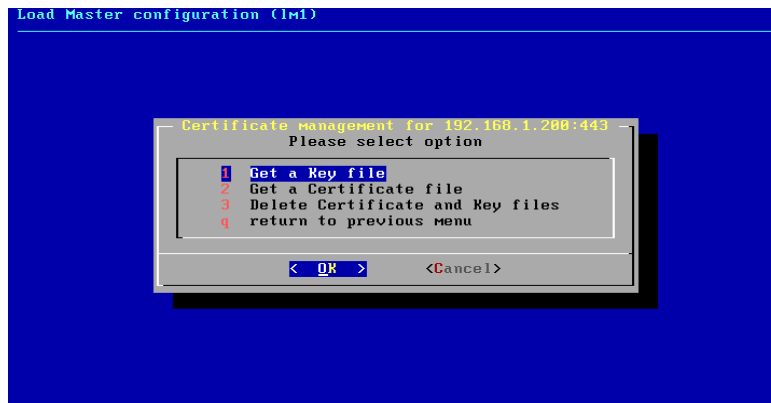 Load Master configuration (lm1)
Certificate management for 192.168.1.200:443
Please select option
1 Get a Key file
2 Get a Certificate file
3 Delete Certificate and Key files
q return to previous menu
< OK > <Cancel>